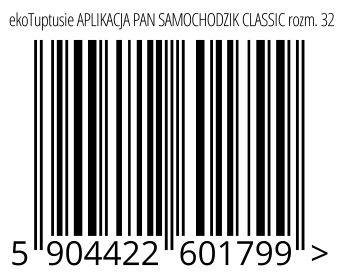 ekoTuptusie APLIKACJA PAN SAMOCHODZIK CLASSIC rozm. 32
5 904422 601799 >